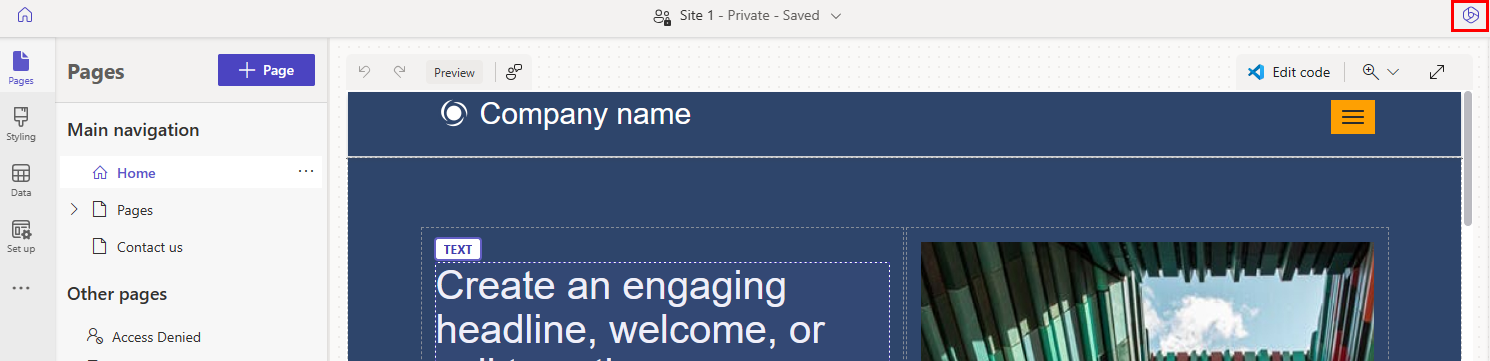 Site 1 - Private - Saved
Pages
Styling
Data
Set up
Pages
+ Page
Main navigation
Home
Pages
Contact us
Other pages
Access Denied
Preview
Edit code
Company name
TEXT
Create an engaging
headline, welcome, or